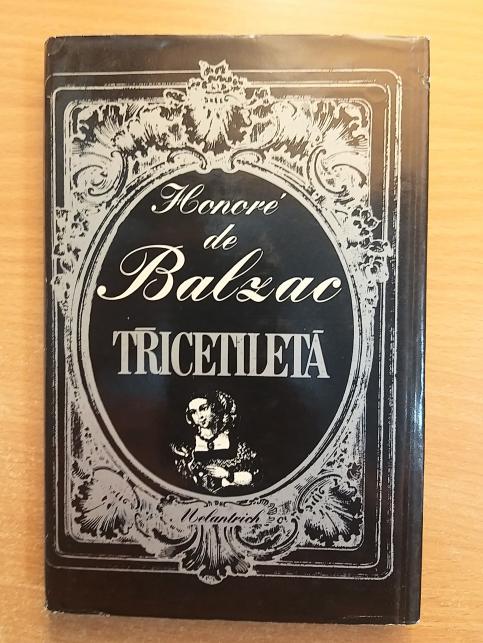 Honoré
de
Balzac
TŘICETILETÁ
Melantrich